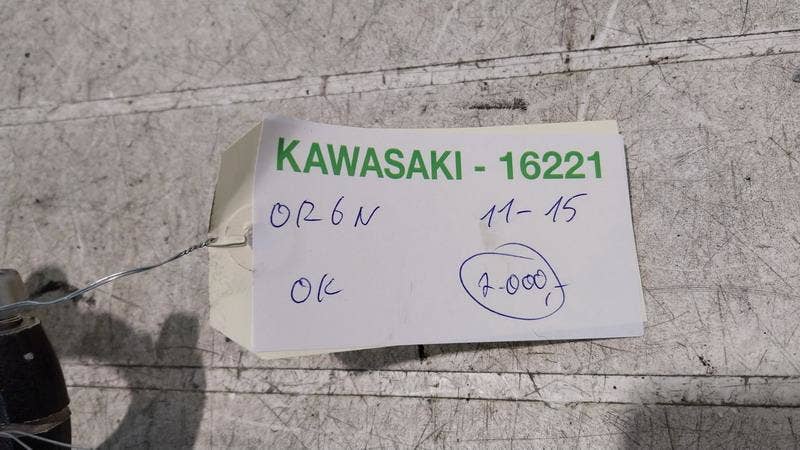 KAWASAKI - 16221
OR6N 11-15
OK 2.000,-